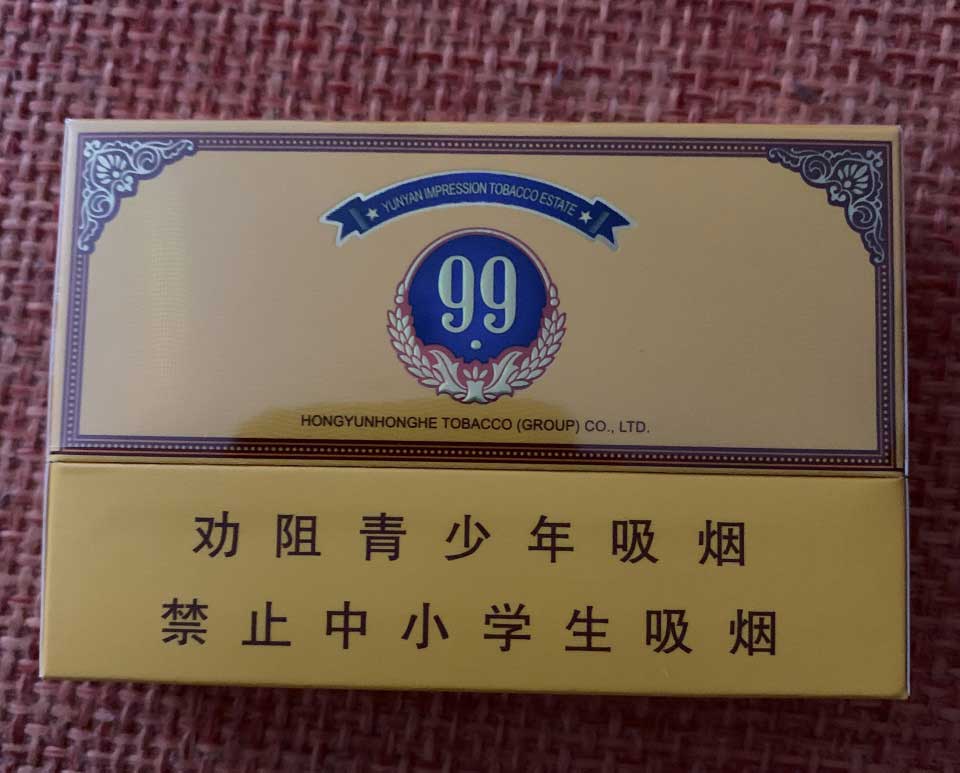 YUNYAN IMPRESSION TOBACCO ESTATE
99
HONGYUNHONGHE TOBACCO (GROUP) CO., LTD.
劝阻青少年吸烟
禁止中小学生吸烟